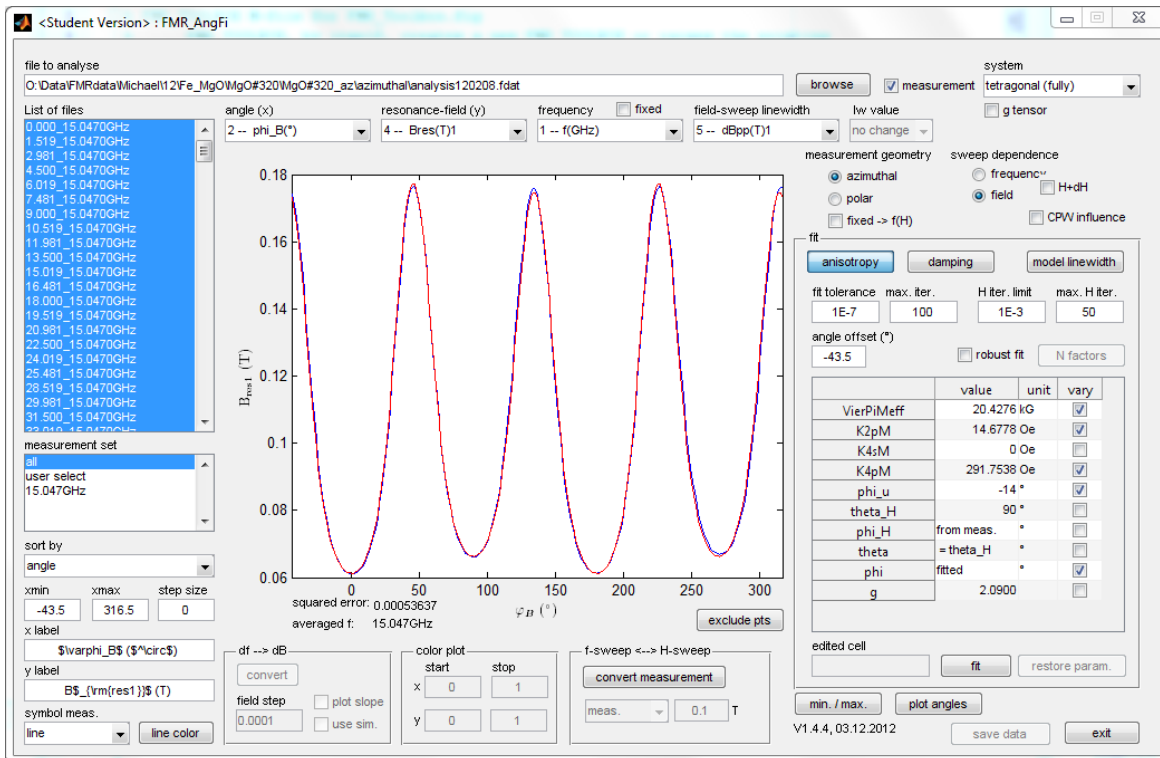 <Student Version> : FMR_AngFi
file to analyse
O:\Data\FMRdata\Michael\12\Fe_MgO\MgO#320\MgO#320_az\azimuthal\analysis120208.fdat
browse
measurement
system
tetragonal (fully)
g tensor
List of files
0.000_15.0470GHz
1.519_15.0470GHz
2.981_15.0470GHz
4.500_15.0470GHz
6.019_15.0470GHz
7.481_15.0470GHz
9.000_15.0470GHz
10.519_15.0470GHz
11.981_15.0470GHz
13.500_15.0470GHz
15.019_15.0470GHz
16.481_15.0470GHz
18.000_15.0470GHz
19.519_15.0470GHz
20.981_15.0470GHz
22.500_15.0470GHz
24.019_15.0470GHz
25.481_15.0470GHz
28.519_15.0470GHz
29.981_15.0470GHz
31.500_15.0470GHz
33.019_15.0470GHz
angle (x)
2 -- phi_B(°)
resonance-field (y)
4 -- Bres(T)1
frequency
fixed
1 -- f(GHz)
field-sweep linewidth
5 -- dBpp(T)1
lw value
no change
measurement geometry
azimuthal
polar
fixed -> f(H)
sweep dependence
frequency
field
H+dH
CPW influence
0.18
0.16
0.14
0.12
0.1
0.08
0.06
B_res1 (T)
0
50
100
150
200
250
300
φ_B (°)
squared error: 0.00053637
averaged f: 15.047GHz
exclude pts
measurement set
all
user select
15.047GHz
sort by
angle
xmin
xmax
step size
-43.5
316.5
0
x label
$\varphi_B$ ($^\circ$)
y label
B$_{\rm{res1}}$ (T)
symbol meas.
line
line color
df --> dB
convert
field step
0.0001
plot slope
use sim.
color plot
start
stop
x
0
1
y
0
1
f-sweep <--> H-sweep
convert measurement
meas.
0.1
T
fit
anisotropy
damping
model linewidth
fit tolerance
max. iter.
H iter. limit
max. H iter.
1E-7
100
1E-3
50
angle offset (°)
-43.5
robust fit
N factors
value unit vary
VierPiMeff 20.4276 kG
K2pM 14.6778 Oe
K4sM 0 Oe
K4pM 291.7538 Oe
phi_u -14 °
theta_H 90 °
phi_H from meas. °
theta = theta_H °
phi fitted °
g 2.0900
edited cell
fit
restore param.
min. / max.
plot angles
V1.4.4, 03.12.2012
save data
exit